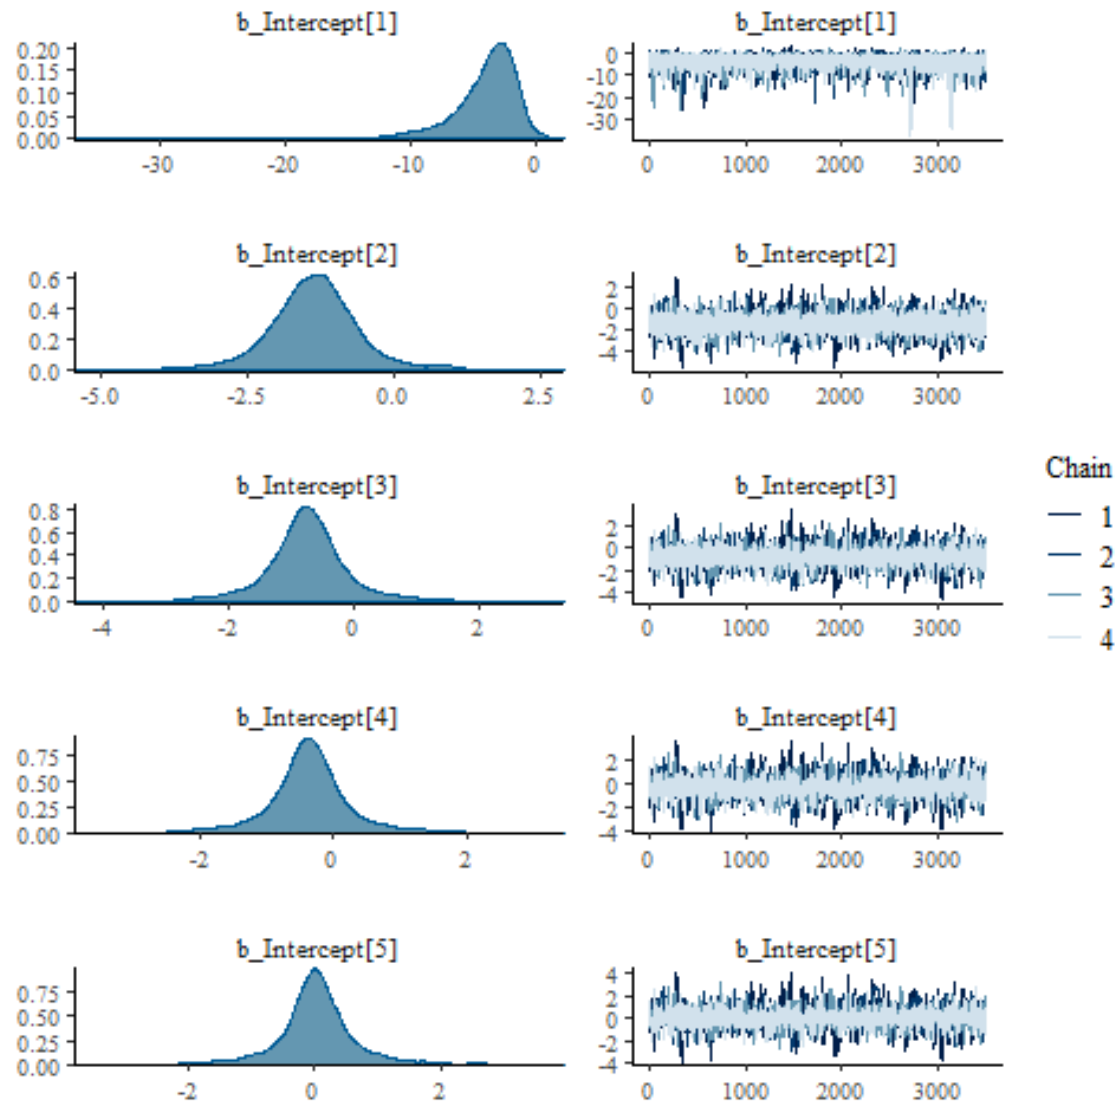 b_Intercept[1] b_Intercept[1]
0.20 0
0.15 -10
0.10 -20
0.05 -30
0.00
-30 -20 -10 0 0 1000 2000 3000
b_Intercept[2] b_Intercept[2]
0.6 2
0.4 0
0.2 -2
0.0 -4
-5.0 -2.5 0.0 2.5 0 1000 2000 3000
b_Intercept[3] b_Intercept[3]
0.8 2
0.6 0
0.4 -2
0.2 -4
0.0
-4 -2 0 2 0 1000 2000 3000
Chain
1
2
3
4
b_Intercept[4] b_Intercept[4]
0.75 2
0.50 0
0.25 -2
0.00 -4
-2 0 2 0 1000 2000 3000
b_Intercept[5] b_Intercept[5]
0.75 4
0.50 2
0.25 0
0.00 -2
-4
-2 0 2 0 1000 2000 3000